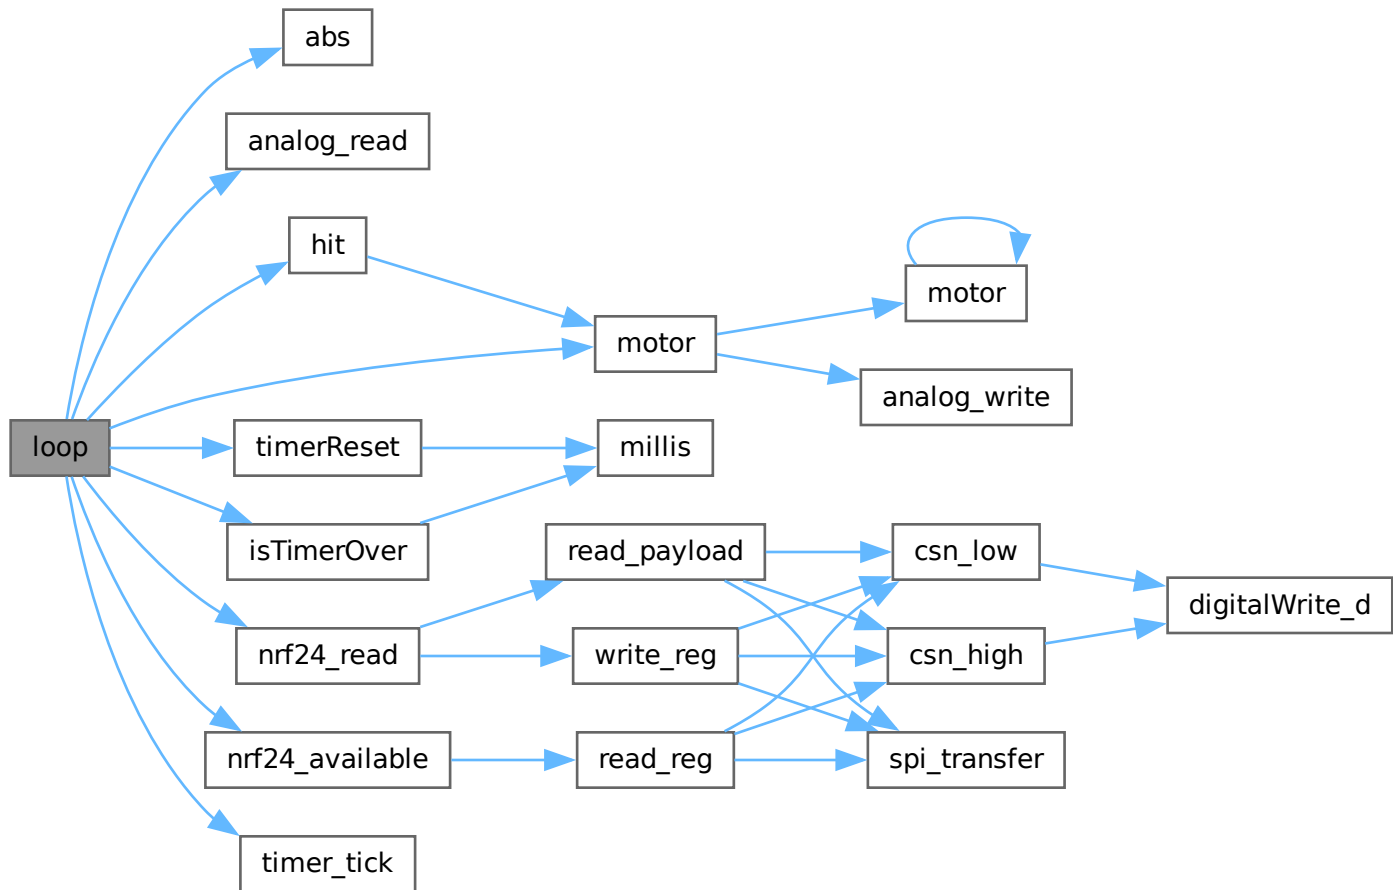 abs
analog_read
hit
motor
motor
analog_write
loop
timerReset
millis
isTimerOver
read_payload
csn_low
digitalWrite_d
nrf24_read
write_reg
csn_high
nrf24_available
read_reg
spi_transfer
timer_tick